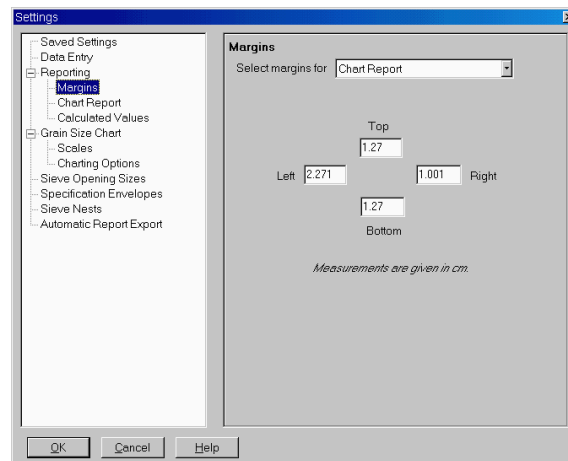 Settings
Saved Settings
Data Entry
Reporting
Margins
Chart Report
Calculated Values
Grain Size Chart
Scales
Charting Options
Sieve Opening Sizes
Specification Envelopes
Sieve Nests
Automatic Report Export
Margins
Select margins for Chart Report
Top
1.27
Left 2.271 1.001 Right
1.27
Bottom
Measurements are given in cm.
OK Cancel Help